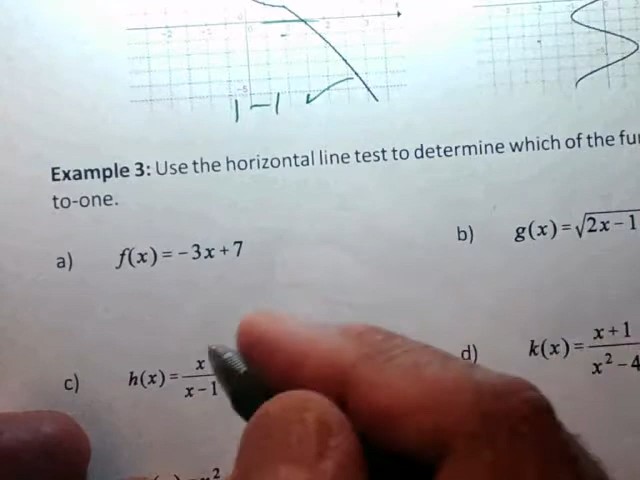 1-1 ✓
Example 3: Use the horizontal line test to determine which of the
to-one.
a) f(x) = -3x + 7
b) g(x) = √2x - 1
c) h(x) = x / x - 1
d) k(x) = x + 1 / x² - 4